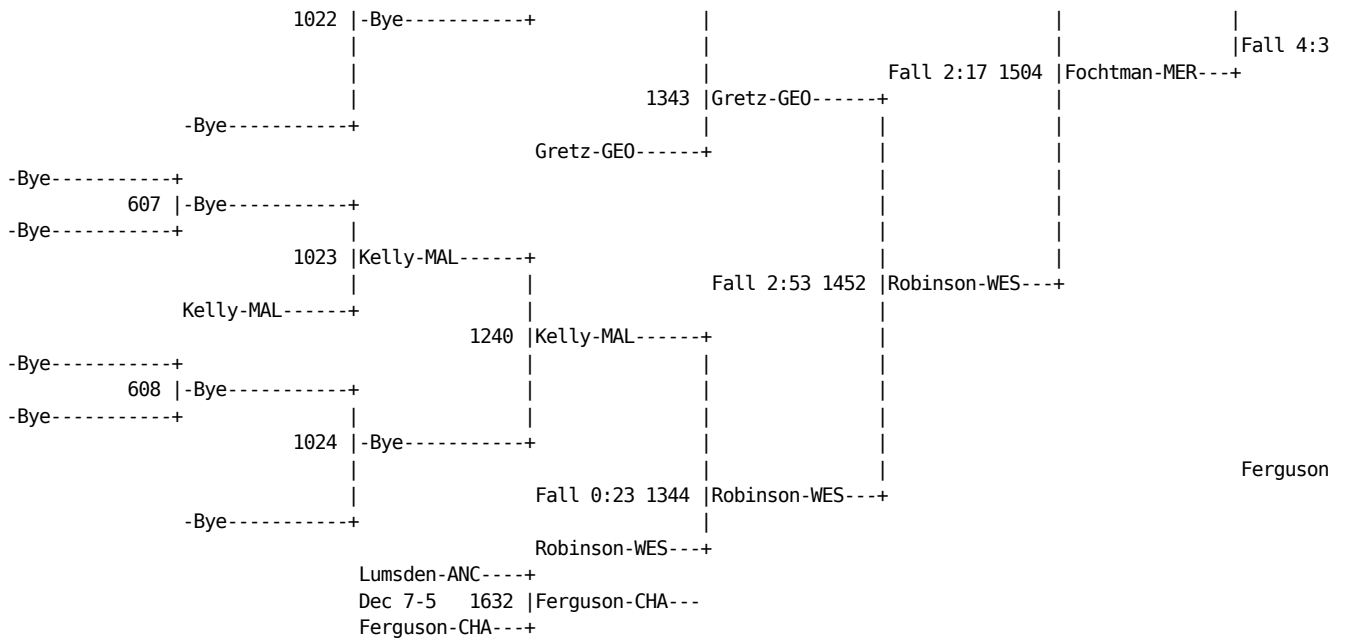 1022 |-Bye-----------+ | | |
| | | |Fall 4:3
| | Fall 2:17 1504 |Fochtman-MER---+
| 1343 |Gretz-GEO------+ |
-Bye-----------+ | | |
Gretz-GEO------+ | |
-Bye-----------+ | |
607 |-Bye-----------+ | |
-Bye-----------+ | | |
1023 |Kelly-MAL------+ | |
| | Fall 2:53 1452 |Robinson-WES---+
Kelly-MAL------+ | |
1240 |Kelly-MAL------+ |
-Bye-----------+ | | |
608 |-Bye-----------+ | | |
-Bye-----------+ | | | |
1024 |-Bye-----------+ | |
| | | Ferguson
| Fall 0:23 1344 |Robinson-WES---+
-Bye-----------+ |
Robinson-WES---+
Lumsden-ANC----+
Dec 7-5 1632 |Ferguson-CHA---
Ferguson-CHA---+